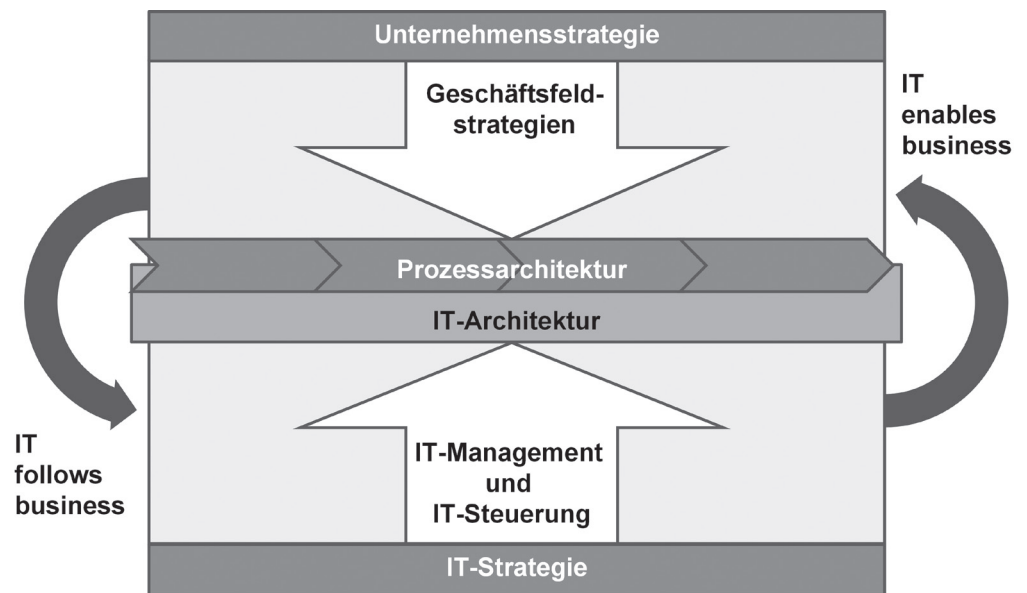 Unternehmensstrategie
Geschäftsfeld-
strategien
IT
enables
business
Prozessarchitektur
IT-Architektur
IT
follows
business
IT-Management
und
IT-Steuerung
IT-Strategie